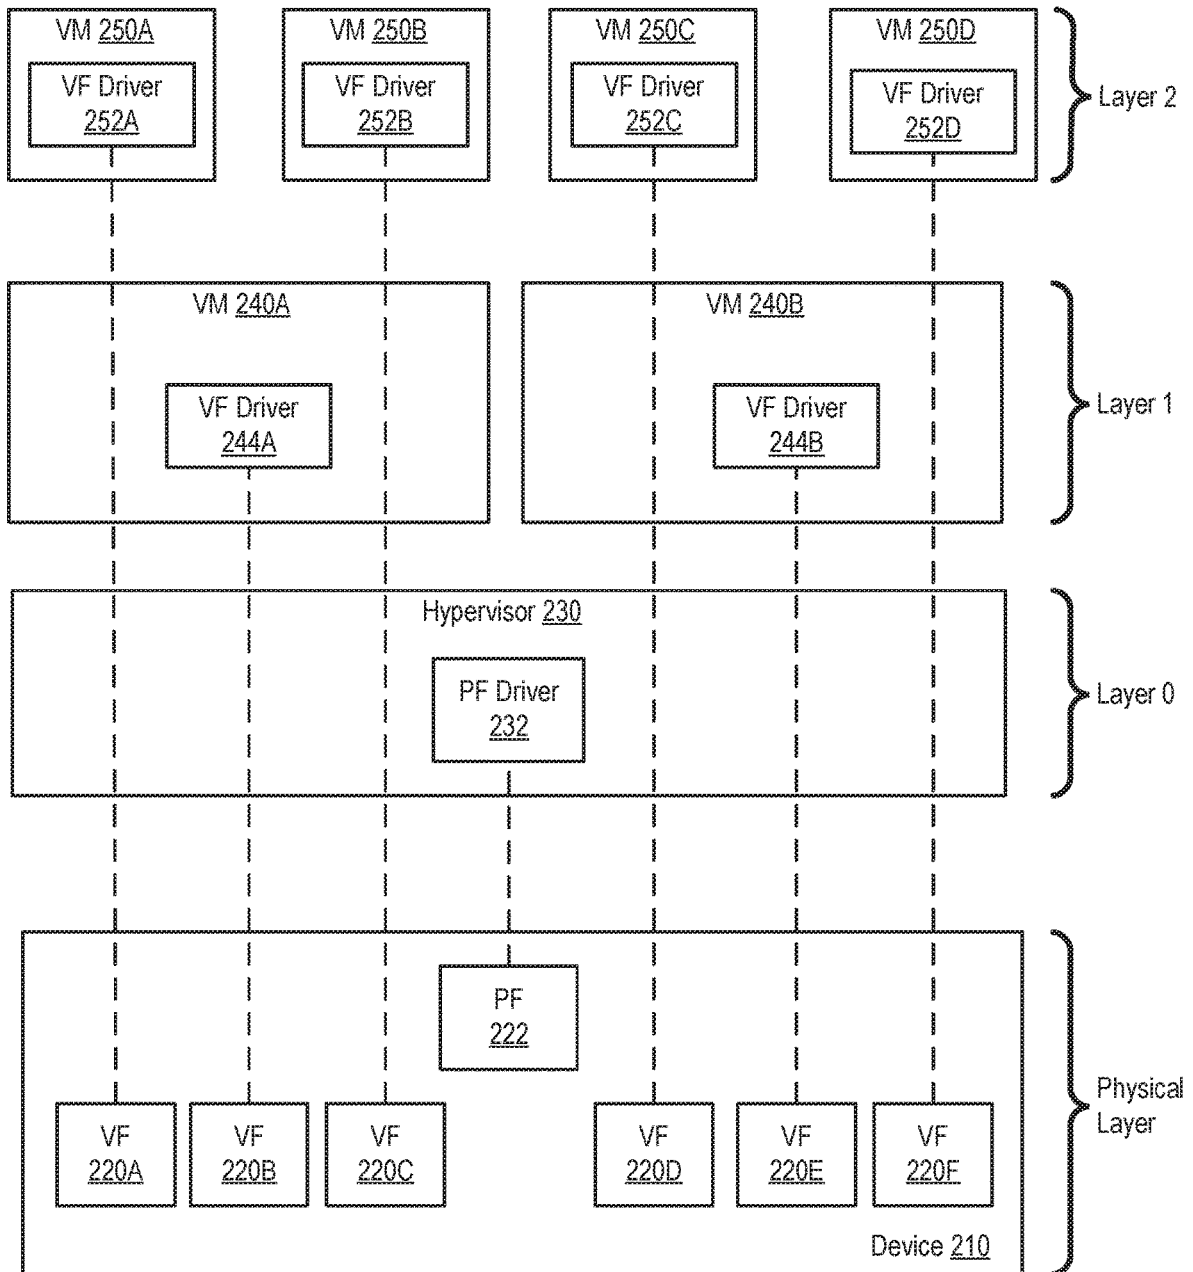 VM 250A
VM 250B
VM 250C
VM 250D
VF Driver
252A
VF Driver
252B
VF Driver
252C
VF Driver
252D
Layer 2
VM 240A
VM 240B
VF Driver
244A
VF Driver
244B
Layer 1
Hypervisor 230
PF Driver
232
Layer 0
PF
222
VF
220A
VF
220B
VF
220C
VF
220D
VF
220E
VF
220F
Physical
Layer
Device 210